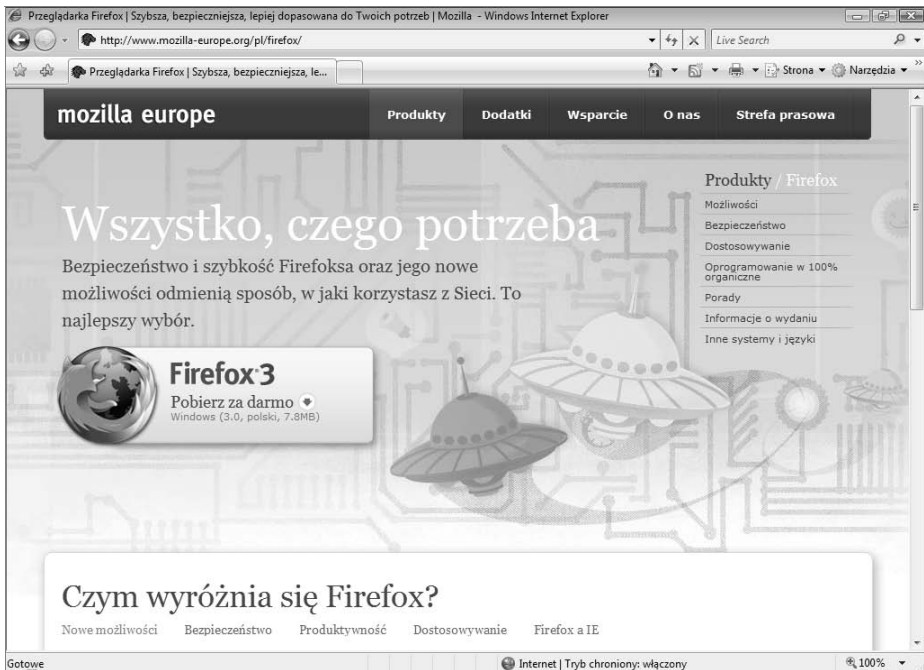 Przeglądarka Firefox | Szybsza, bezpieczniejsza, lepiej dopasowana do Twoich potrzeb | Mozilla - Windows Internet Explorer
http://www.mozilla-europe.org/pl/firefox/
Live Search
Przeglądarka Firefox | Szybsza, bezpieczniejsza, le...
Strona
Narzędzia
mozilla europe
Produkty
Dodatki
Wsparcie
O nas
Strefa prasowa
Produkty / Firefox
Możliwości
Bezpieczeństwo
Dostosowywanie
Oprogramowanie w 100%
organiczne
Porady
Informacje o wydaniu
Inne systemy i języki
Wszystko, czego potrzeba
Bezpieczeństwo i szybkość Firefoksa oraz jego nowe
możliwości odmienią sposób, w jaki korzystasz z Sieci. To
najlepszy wybór.
Firefox 3
Pobierz za darmo
Windows (3.0, polski, 7.8MB)
Czym wyróżnia się Firefox?
Nowe możliwości
Bezpieczeństwo
Produktywność
Dostosowywanie
Firefox a IE
Gotowe
Internet | Tryb chroniony: włączony
100%